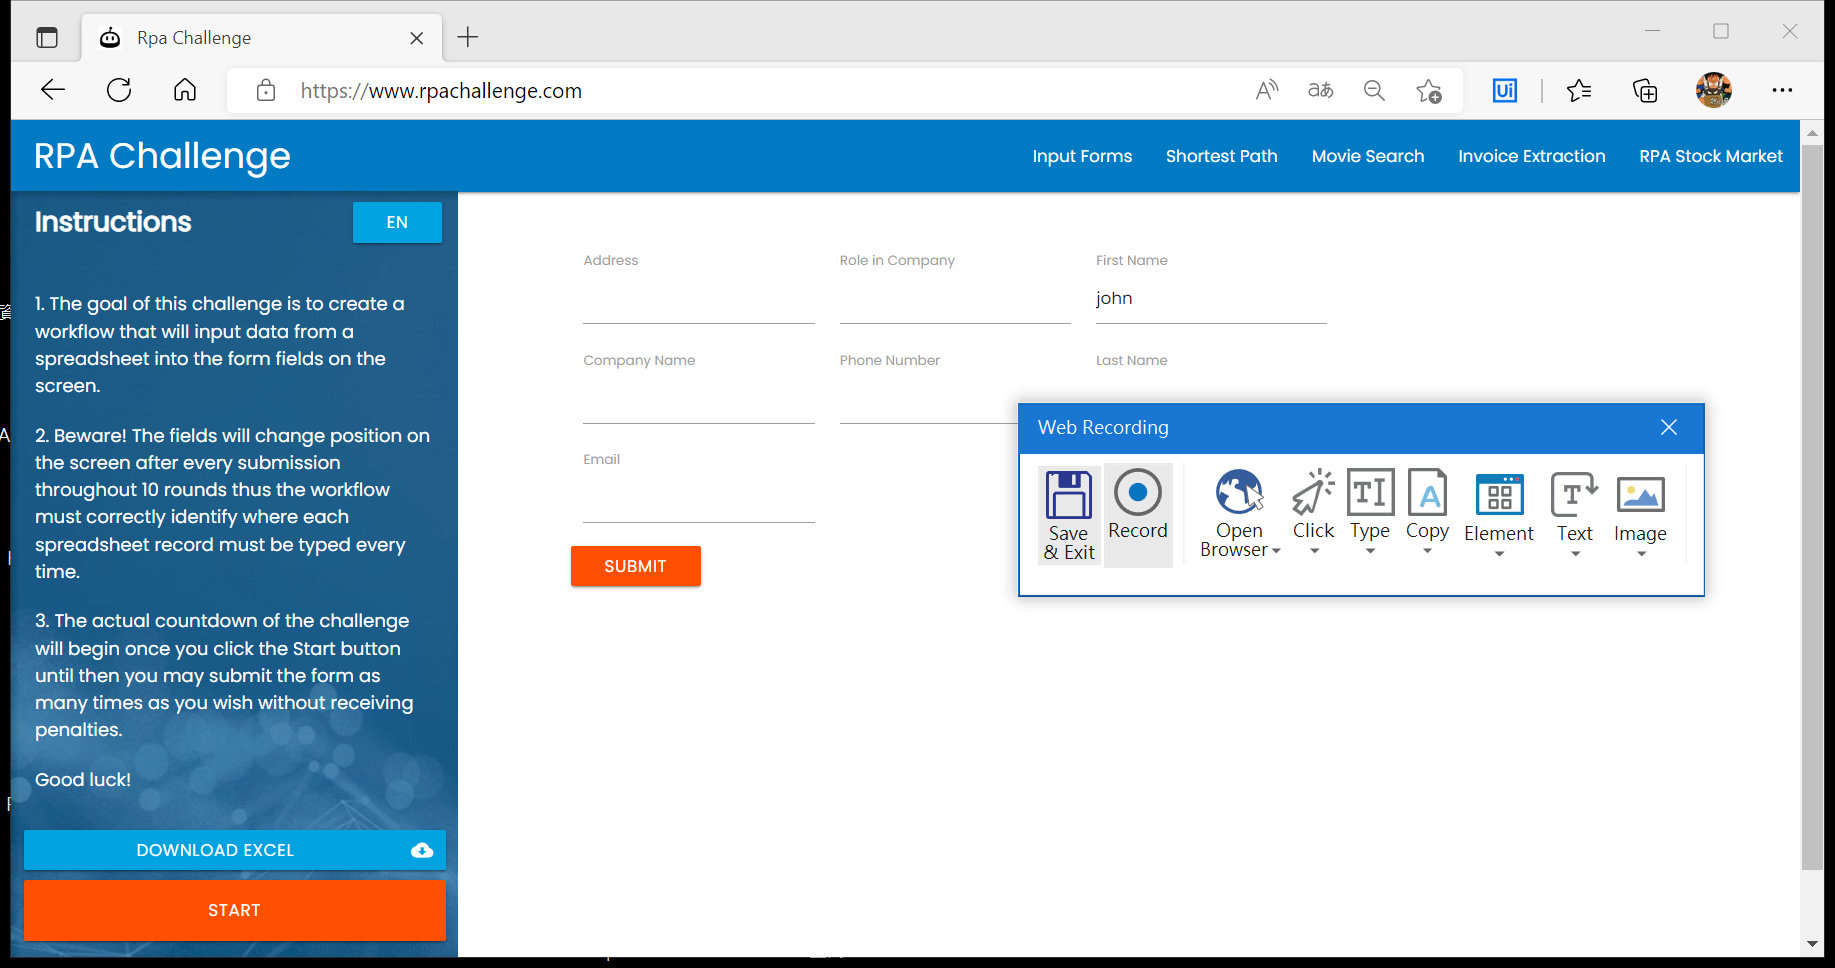 Rpa Challenge
https://www.rpachallenge.com
RPA Challenge
Input Forms
Shortest Path
Movie Search
Invoice Extraction
RPA Stock Market
Instructions
EN
1. The goal of this challenge is to create a
workflow that will input data from a
spreadsheet into the form fields on the
screen.
2. Beware! The fields will change position on
the screen after every submission
throughout 10 rounds thus the workflow
must correctly identify where each
spreadsheet record must be typed every
time.
3. The actual countdown of the challenge
will begin once you click the Start button
until then you may submit the form as
many times as you wish without receiving
penalties.
Good luck!
DOWNLOAD EXCEL
START
Address
Role in Company
First Name
john
Company Name
Phone Number
Last Name
Email
SUBMIT
Web Recording
Save
& Exit
Record
Open
Browser
Click
Type
Copy
Element
Text
Image